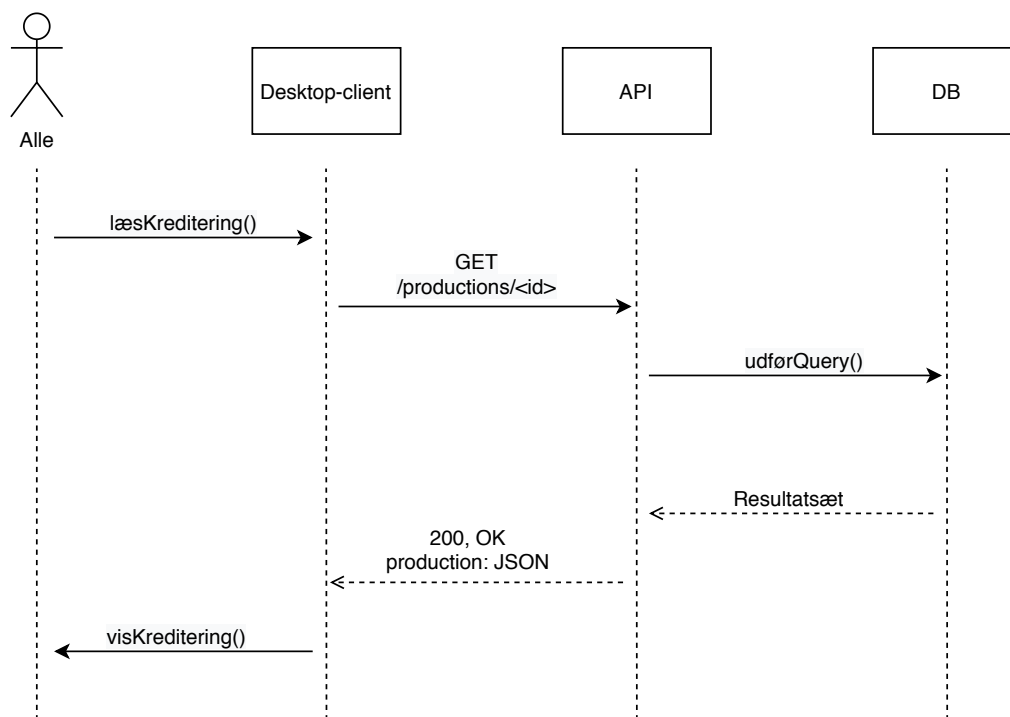 Alle
Desktop-client
API
DB
læsKreditering()
GET
/productions/<id>
udførQuery()
Resultatsæt
200, OK
production: JSON
visKreditering()